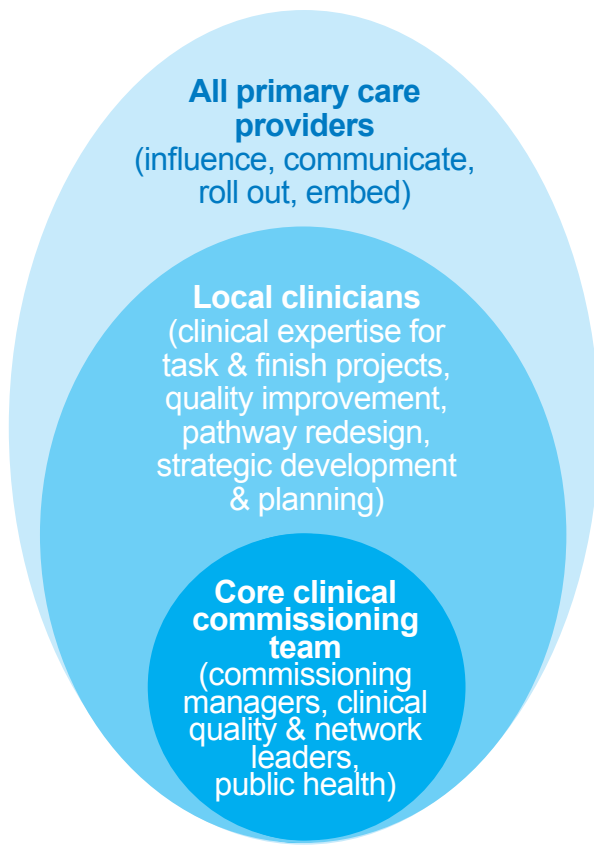 All primary care
providers
(influence, communicate,
roll out, embed)
Local clinicians
(clinical expertise for
task & finish projects,
quality improvement,
pathway redesign,
strategic development
& planning)
Core clinical
commissioning
team
(commissioning
managers, clinical
quality & network
leaders,
public health)